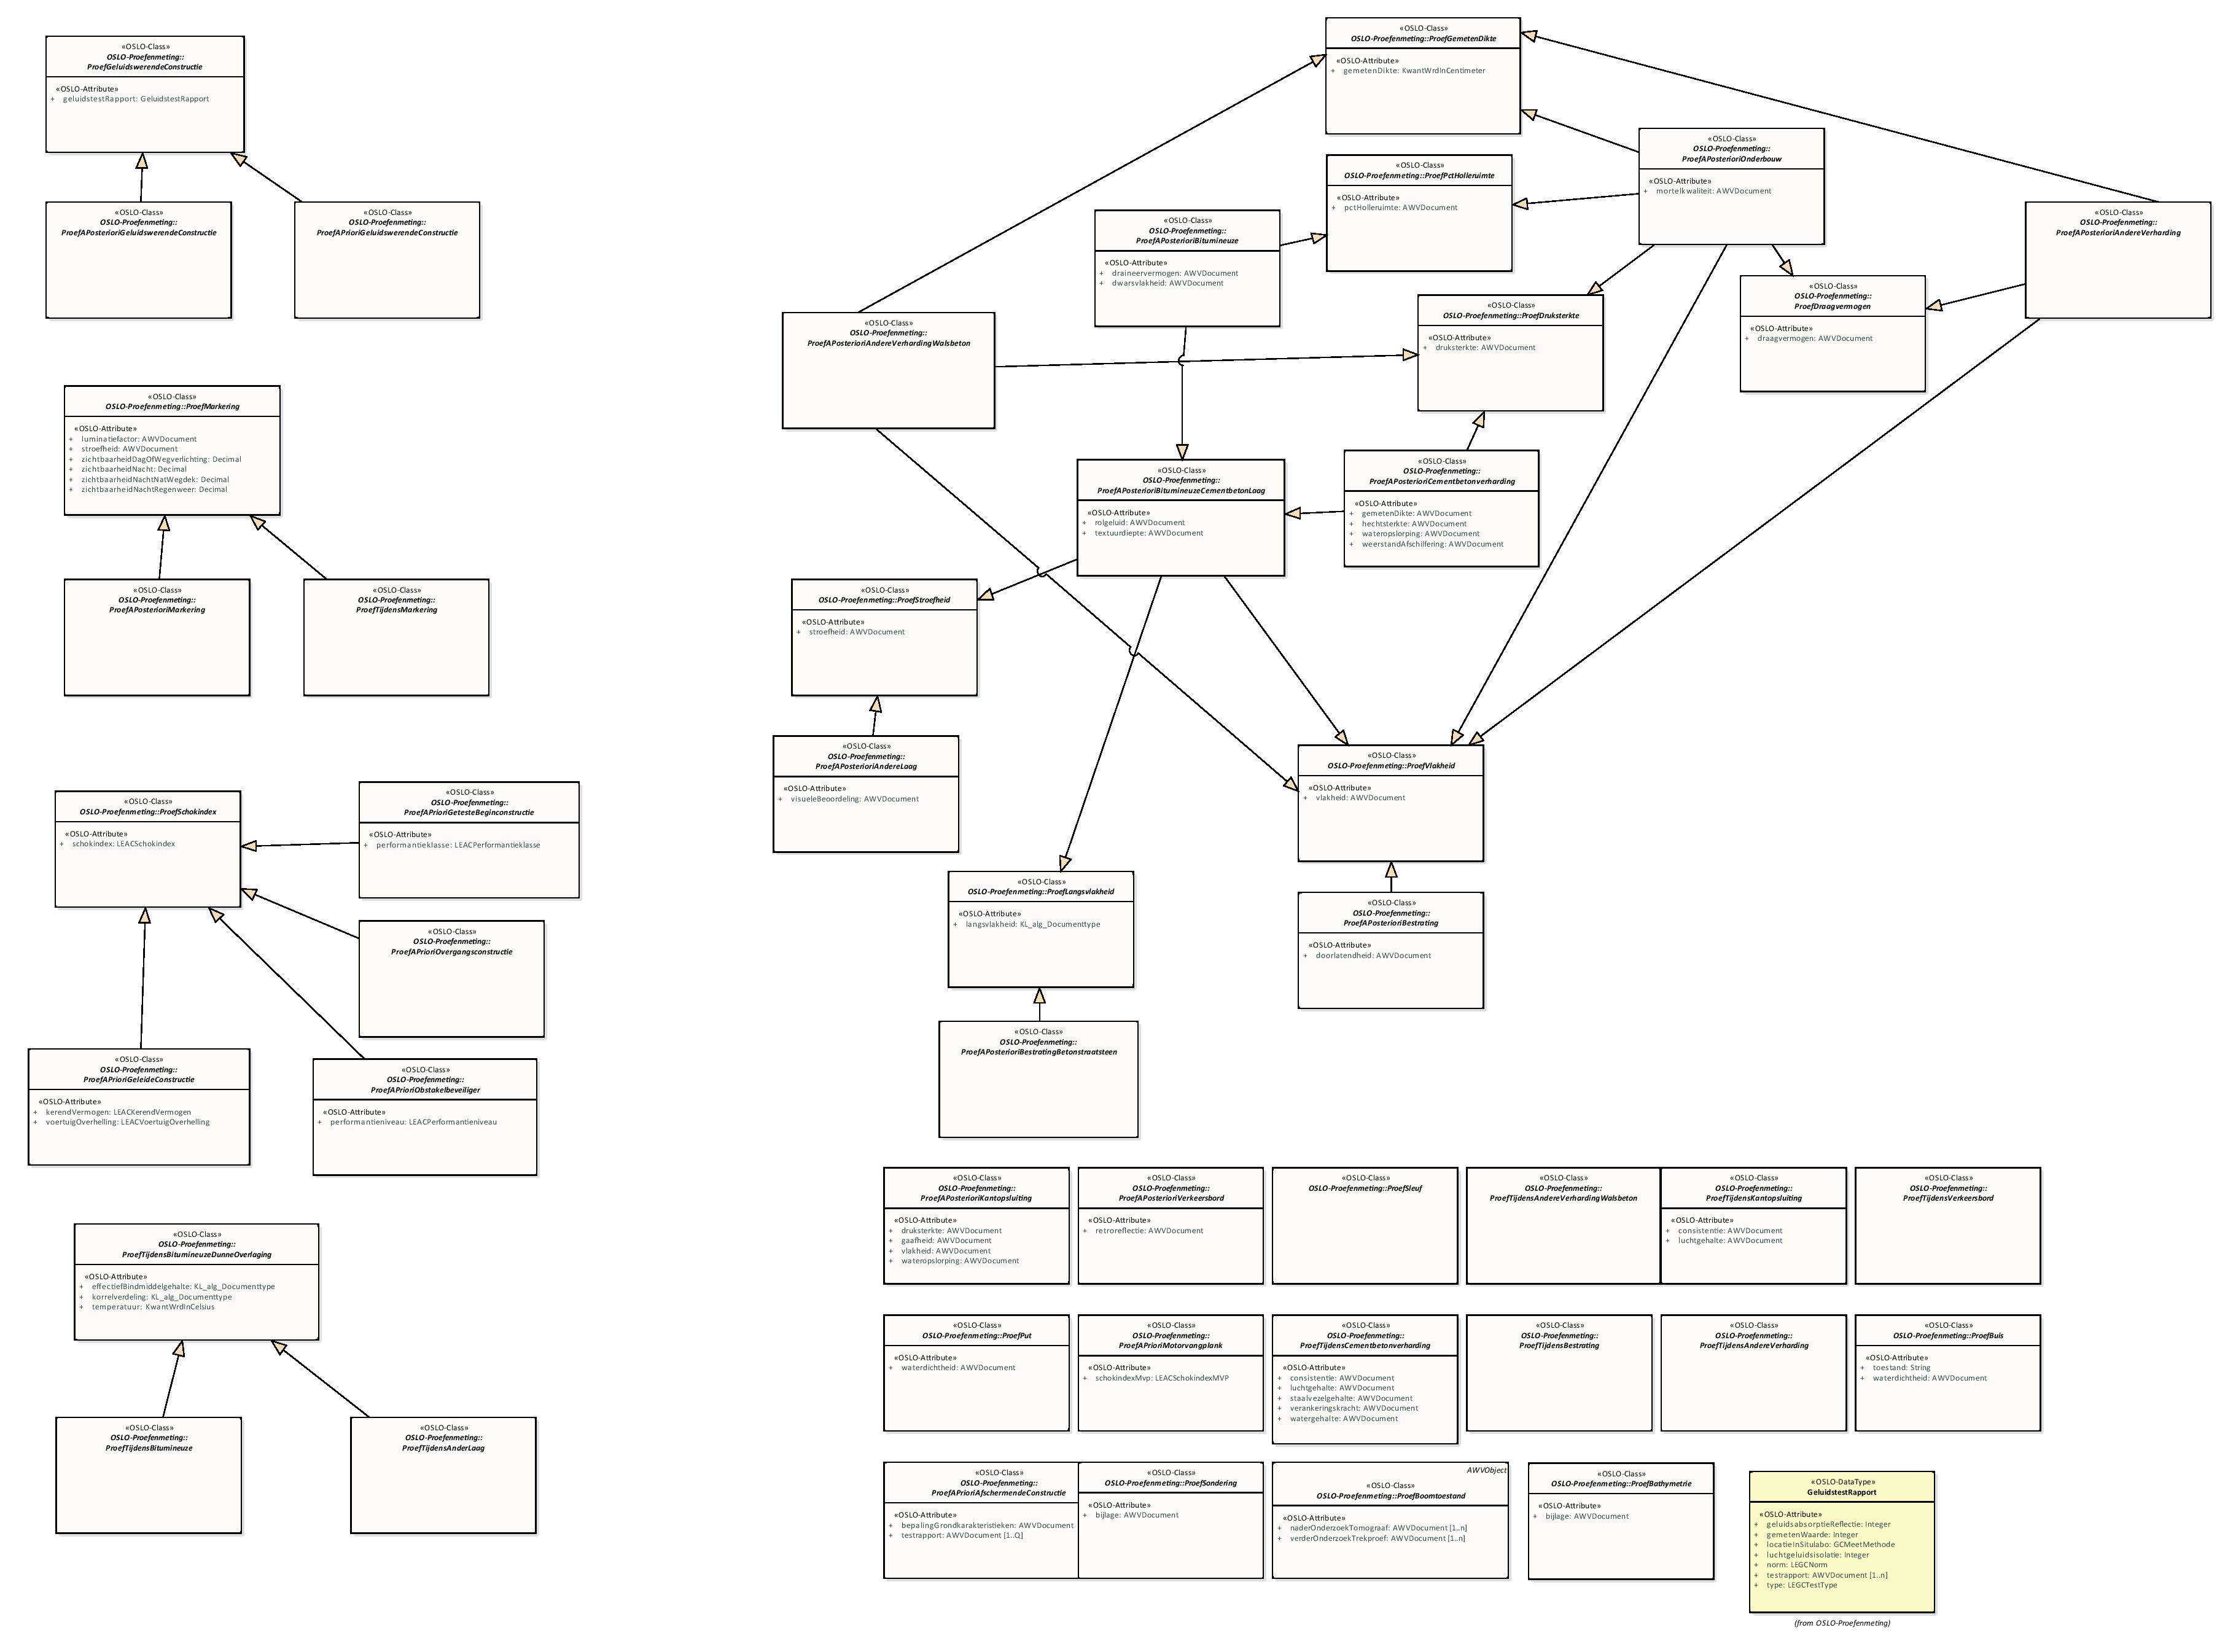 «OSLO-Class»
OSLO-Proefenmeting::
ProefGeluidswerendeConstructie
«OSLO-Attribute»
+ geluidstestRapport: GeluidstestRapport
«OSLO-Class»
OSLO-Proefenmeting::
ProefAPosterioriGeluidswerendeConstructie
«OSLO-Class»
OSLO-Proefenmeting::
ProefAPrioriGeluidswerendeConstructie
«OSLO-Class»
OSLO-Proefenmeting::ProefMarkering
«OSLO-Attribute»
+ luminatiefactor: AWVDocument
+ stroefheid: AWVDocument
+ zichtbaarheidDagOfWegverlichting: Decimal
+ zichtbaarheidNacht: Decimal
+ zichtbaarheidNachtNatWegdek: Decimal
+ zichtbaarheidNachtRegenweer: Decimal
«OSLO-Class»
OSLO-Proefenmeting::
ProefAPosterioriMarkering
«OSLO-Class»
OSLO-Proefenmeting::
ProefTijdensMarkering
«OSLO-Class»
OSLO-Proefenmeting::ProefSchokindex
«OSLO-Attribute»
+ schokindex: LEACSchokindex
«OSLO-Class»
OSLO-Proefenmeting::
ProefAPrioriGetesteBeginconstructie
«OSLO-Attribute»
+ performantieklasse: LEACPerformantieklasse
«OSLO-Class»
OSLO-Proefenmeting::
ProefAPrioriOvergangsconstructie
«OSLO-Class»
OSLO-Proefenmeting::
ProefAPrioriGeleideConstructie
«OSLO-Attribute»
+ kerendVermogen: LEACKerendVermogen
+ voertuigOverhelling: LEACVoertuigOverhelling
«OSLO-Class»
OSLO-Proefenmeting::
ProefAPrioriObstakelbeveiliger
«OSLO-Attribute»
+ performantieniveau: LEACPerformantieniveau
«OSLO-Class»
OSLO-Proefenmeting::
ProefTijdensBitumineuzeDunneOverlaging
«OSLO-Attribute»
+ effectiefBindmiddelgehalte: KL_alg_Documenttype
+ korrelverdeling: KL_alg_Documenttype
+ temperatuur: KwantWrdInCelsius
«OSLO-Class»
OSLO-Proefenmeting::
ProefTijdensBitumineuze
«OSLO-Class»
OSLO-Proefenmeting::
ProefTijdensAnderLaag
«OSLO-Class»
OSLO-Proefenmeting::ProefGemetenDikte
«OSLO-Attribute»
+ gemetenDikte: KwantWrdInCentimeter
«OSLO-Class»
OSLO-Proefenmeting::
ProefAPosterioriOnderbouw
«OSLO-Attribute»
+ mortelkwaliteit: AWVDocument
«OSLO-Class»
OSLO-Proefenmeting::ProefPctHolleruimte
«OSLO-Attribute»
+ pctHolleruimte: AWVDocument
«OSLO-Class»
OSLO-Proefenmeting::
ProefAPosterioriAndereVerharding
«OSLO-Class»
OSLO-Proefenmeting::
ProefAPosterioriBitumineuze
«OSLO-Attribute»
+ draineervermogen: AWVDocument
+ dwarsvlakheid: AWVDocument
«OSLO-Class»
OSLO-Proefenmeting::
ProefDraagvermogen
«OSLO-Attribute»
+ draagvermogen: AWVDocument
«OSLO-Class»
OSLO-Proefenmeting::ProefDruksterkte
«OSLO-Attribute»
+ druksterkte: AWVDocument
«OSLO-Class»
OSLO-Proefenmeting::
ProefAPosterioriAndereVerhardingWalsbeton
«OSLO-Class»
OSLO-Proefenmeting::
ProefAPosterioriBitumineuzeCementbetonLaag
«OSLO-Attribute»
+ rolgeluid: AWVDocument
+ textuurdiepte: AWVDocument
«OSLO-Class»
OSLO-Proefenmeting::
ProefAPosterioriCementbetonverharding
«OSLO-Attribute»
+ gemetenDikte: AWVDocument
+ hechtsterkte: AWVDocument
+ wateropslorping: AWVDocument
+ weerstandAfschilfering: AWVDocument
«OSLO-Class»
OSLO-Proefenmeting::ProefStroefheid
«OSLO-Attribute»
+ stroefheid: AWVDocument
«OSLO-Class»
OSLO-Proefenmeting::
ProefAPosterioriAndereLaag
«OSLO-Attribute»
+ visueleBeoordeling: AWVDocument
«OSLO-Class»
OSLO-Proefenmeting::ProefVlakheid
«OSLO-Attribute»
+ vlakheid: AWVDocument
«OSLO-Class»
OSLO-Proefenmeting::ProefLangsvlakheid
«OSLO-Attribute»
+ langsvlakheid: KL_alg_Documenttype
«OSLO-Class»
OSLO-Proefenmeting::
ProefAPosterioriBestrating
«OSLO-Attribute»
+ doorlatendheid: AWVDocument
«OSLO-Class»
OSLO-Proefenmeting::
ProefAPosterioriBestratingBetonstraatsteen
«OSLO-Class»
OSLO-Proefenmeting::
ProefAPosterioriKantopsluiting
«OSLO-Attribute»
+ druksterkte: AWVDocument
+ gaafheid: AWVDocument
+ vlakheid: AWVDocument
+ wateropslorping: AWVDocument
«OSLO-Class»
OSLO-Proefenmeting::
ProefAPosterioriVerkeersbord
«OSLO-Attribute»
+ retroreflectie: AWVDocument
«OSLO-Class»
OSLO-Proefenmeting::ProefSleuf
«OSLO-Class»
OSLO-Proefenmeting::
ProefTijdensAndereVerhardingWalsbeton
«OSLO-Class»
OSLO-Proefenmeting::
ProefTijdensKantopsluiting
«OSLO-Attribute»
+ consistentie: AWVDocument
+ luchtgehalte: AWVDocument
«OSLO-Class»
OSLO-Proefenmeting::
ProefTijdensVerkeersbord
«OSLO-Class»
OSLO-Proefenmeting::ProefPut
«OSLO-Attribute»
+ waterdichtheid: AWVDocument
«OSLO-Class»
OSLO-Proefenmeting::
ProefAPrioriMotorvangplank
«OSLO-Attribute»
+ schokindexMvp: LEACSchokindexMVP
«OSLO-Class»
OSLO-Proefenmeting::
ProefTijdensCementbetonverharding
«OSLO-Attribute»
+ consistentie: AWVDocument
+ luchtgehalte: AWVDocument
+ staalvezelgehalte: AWVDocument
+ verankeringskracht: AWVDocument
+ watergehalte: AWVDocument
«OSLO-Class»
OSLO-Proefenmeting::
ProefTijdensBestrating
«OSLO-Class»
OSLO-Proefenmeting::
ProefTijdensAndereVerharding
«OSLO-Class»
OSLO-Proefenmeting::ProefBuis
«OSLO-Attribute»
+ toestand: String
+ waterdichtheid: AWVDocument
«OSLO-Class»
OSLO-Proefenmeting::
ProefAPrioriAfschermendeConstructie
«OSLO-Attribute»
+ bepalingGrondkarakteristieken: AWVDocument
+ testrapport: AWVDocument [1..Q]
«OSLO-Class»
OSLO-Proefenmeting::ProefSondering
«OSLO-Attribute»
+ bijlage: AWVDocument
AWVObject
«OSLO-Class»
OSLO-Proefenmeting::ProefBoomtoestand
«OSLO-Attribute»
+ naderOnderzoekTomograaf: AWVDocument [1..n]
+ verderOnderzoekTrekproef: AWVDocument [1..n]
«OSLO-Class»
OSLO-Proefenmeting::ProefBathymetrie
«OSLO-Attribute»
+ bijlage: AWVDocument
«OSLO-DataType»
GeluidstestRapport
«OSLO-Attribute»
+ geluidsabsorptieReflectie: Integer
+ gemetenWaarde: Integer
+ locatieInSitulabo: GCMeetMethode
+ luchtgeluidsisolatie: Integer
+ norm: LEGCNorm
+ testrapport: AWVDocument [1..n]
+ type: LEGCTestType
(from OSLO-Proefenmeting)